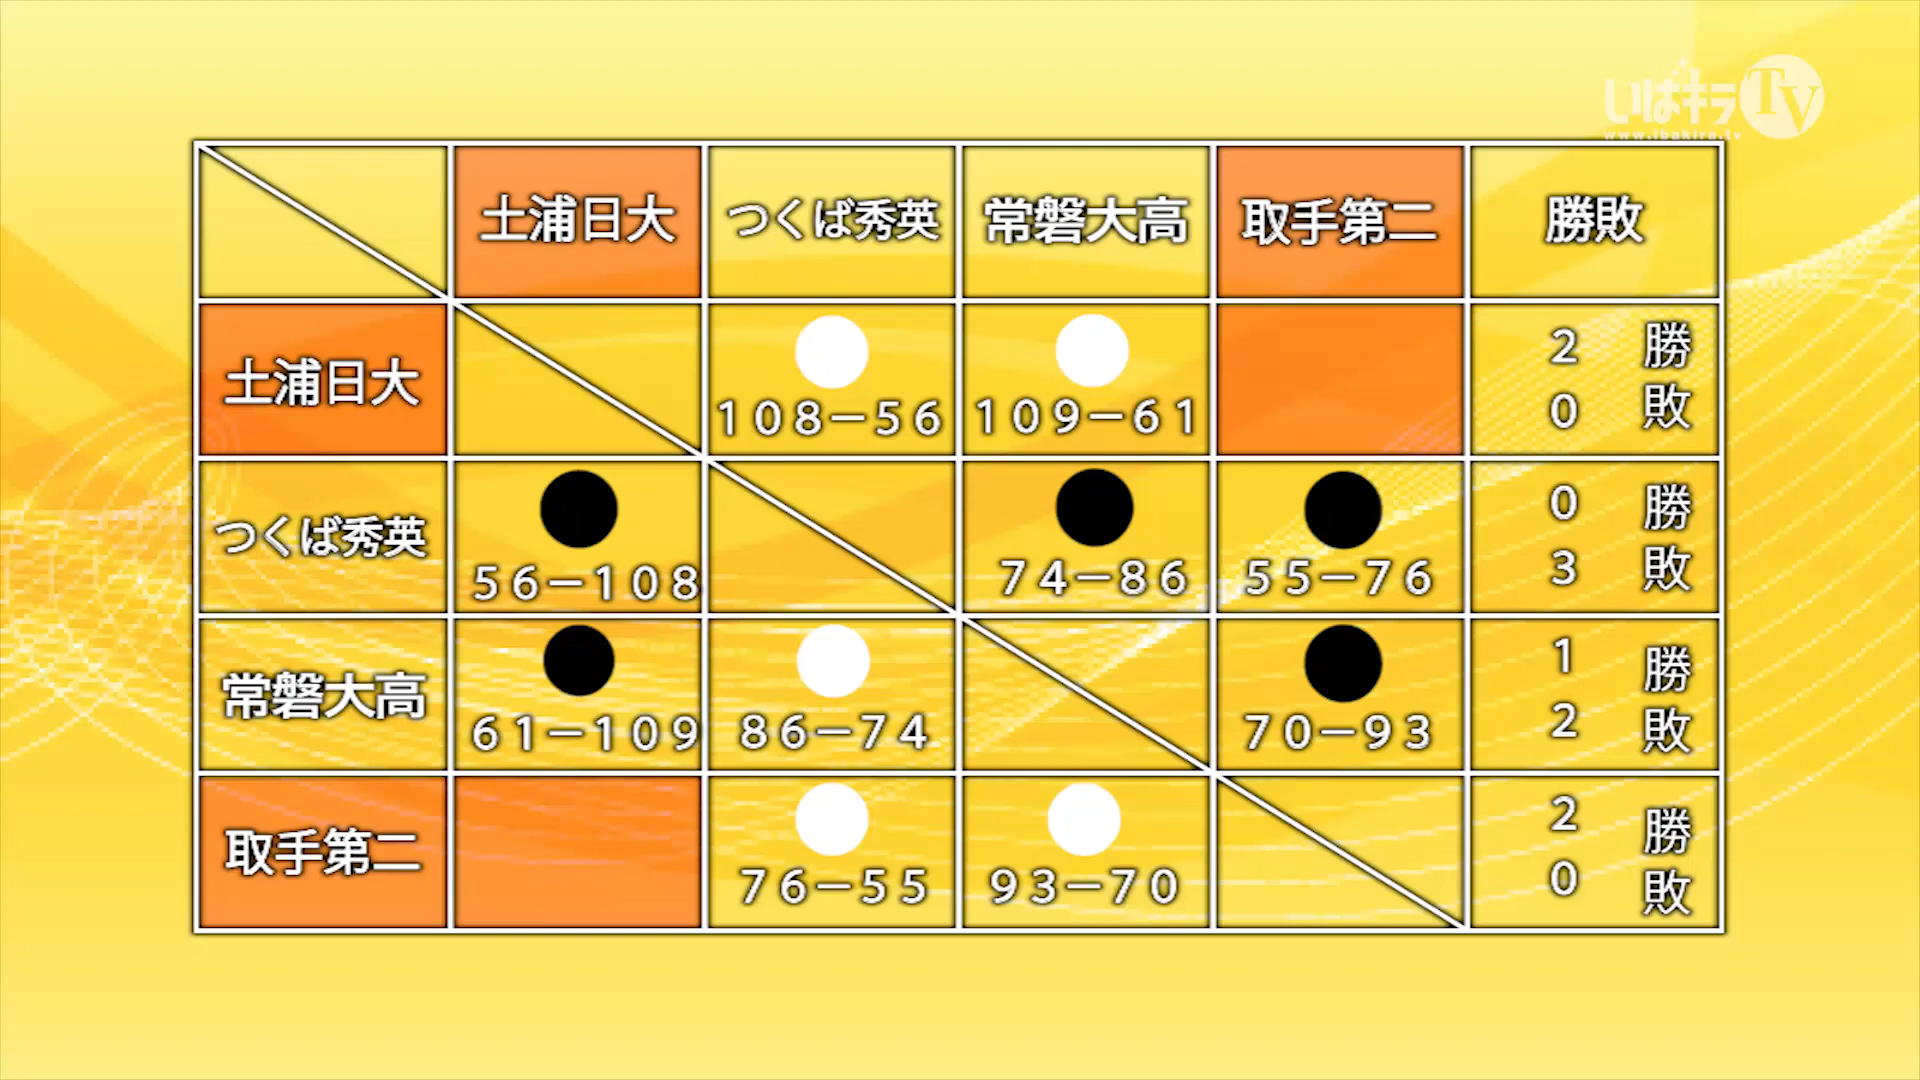 いばキラTV
www.ibakira.tv
土浦日大 つくば秀英 常磐大高 取手第二 勝敗
土浦日大 108－56 109－61 2勝 0敗
つくば秀英 56－108 74－86 55－76 0勝 3敗
常磐大高 61－109 86－74 70－93 1勝 2敗
取手第二 76－55 93－70 2勝 0敗